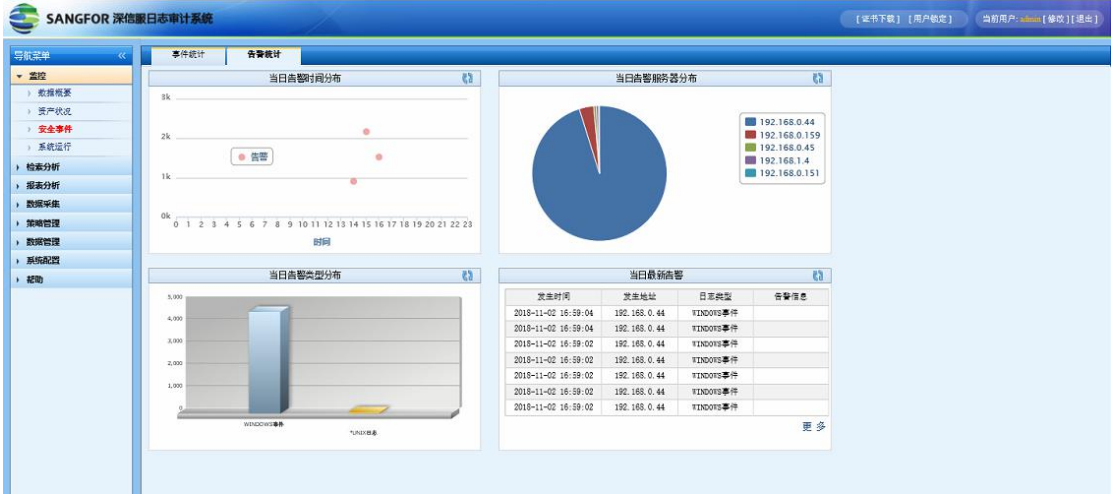 SANGFOR 深信服日志审计系统
[证书下载] [用户锁定] 当前用户: admin [修改] [退出]
导航菜单 «
监控
数据概要
资产状况
安全事件
系统运行
检索分析
报表分析
数据采集
策略管理
数据管理
系统配置
帮助
事件统计 告警统计
当日告警时间分布
3k
2k
1k
0k
告警
0 1 2 3 4 5 6 7 8 9 10 11 12 13 14 15 16 17 18 19 20 21 22 23
时间
当日告警服务器分布
192.168.0.44
192.168.0.159
192.168.0.45
192.168.1.4
192.168.0.151
当日告警类型分布
5,000
4,000
3,000
2,000
1,000
0
WINDOWS事件
*UNIX日志
当日最新告警
发生时间 发生地址 日志类型 告警信息
2018-11-02 16:59:04 192.168.0.44 WINDOWS事件
2018-11-02 16:59:04 192.168.0.44 WINDOWS事件
2018-11-02 16:59:02 192.168.0.44 WINDOWS事件
2018-11-02 16:59:02 192.168.0.44 WINDOWS事件
2018-11-02 16:59:02 192.168.0.44 WINDOWS事件
2018-11-02 16:59:02 192.168.0.44 WINDOWS事件
2018-11-02 16:59:02 192.168.0.44 WINDOWS事件
更多